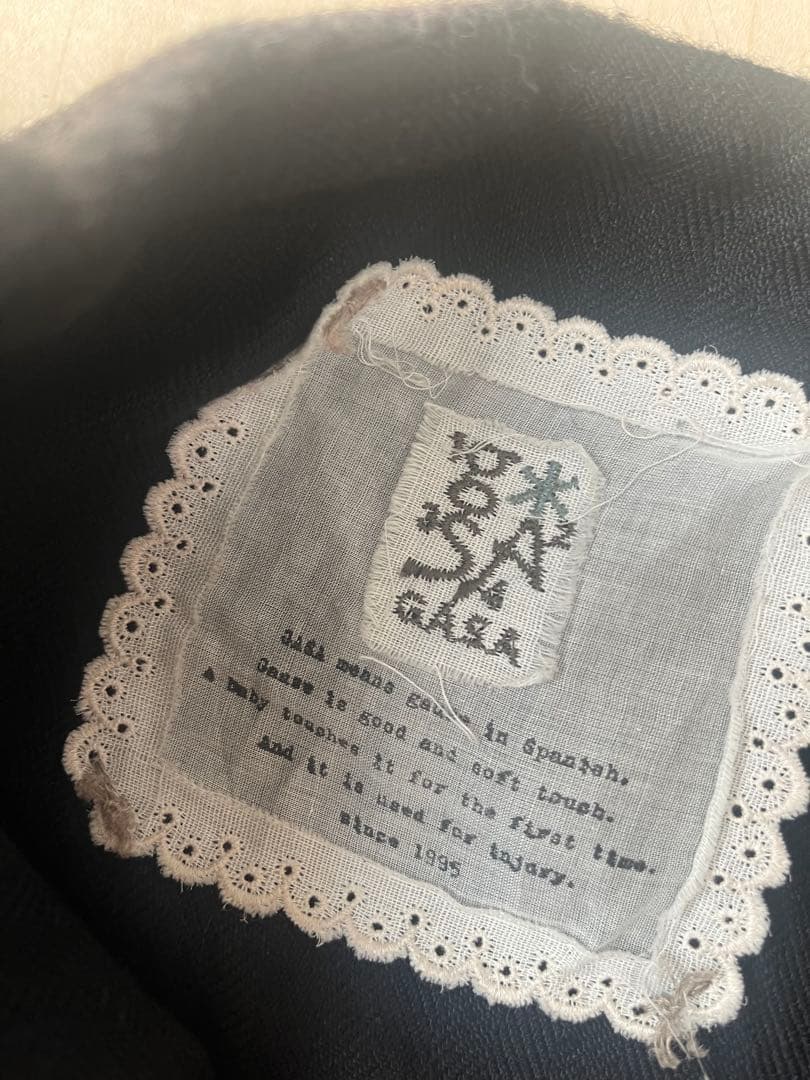 GASA
GASA means gauze in Spanish.
Gauze is good and soft touch.
A baby touches it for the first time.
And it is used for injury.
since 1995